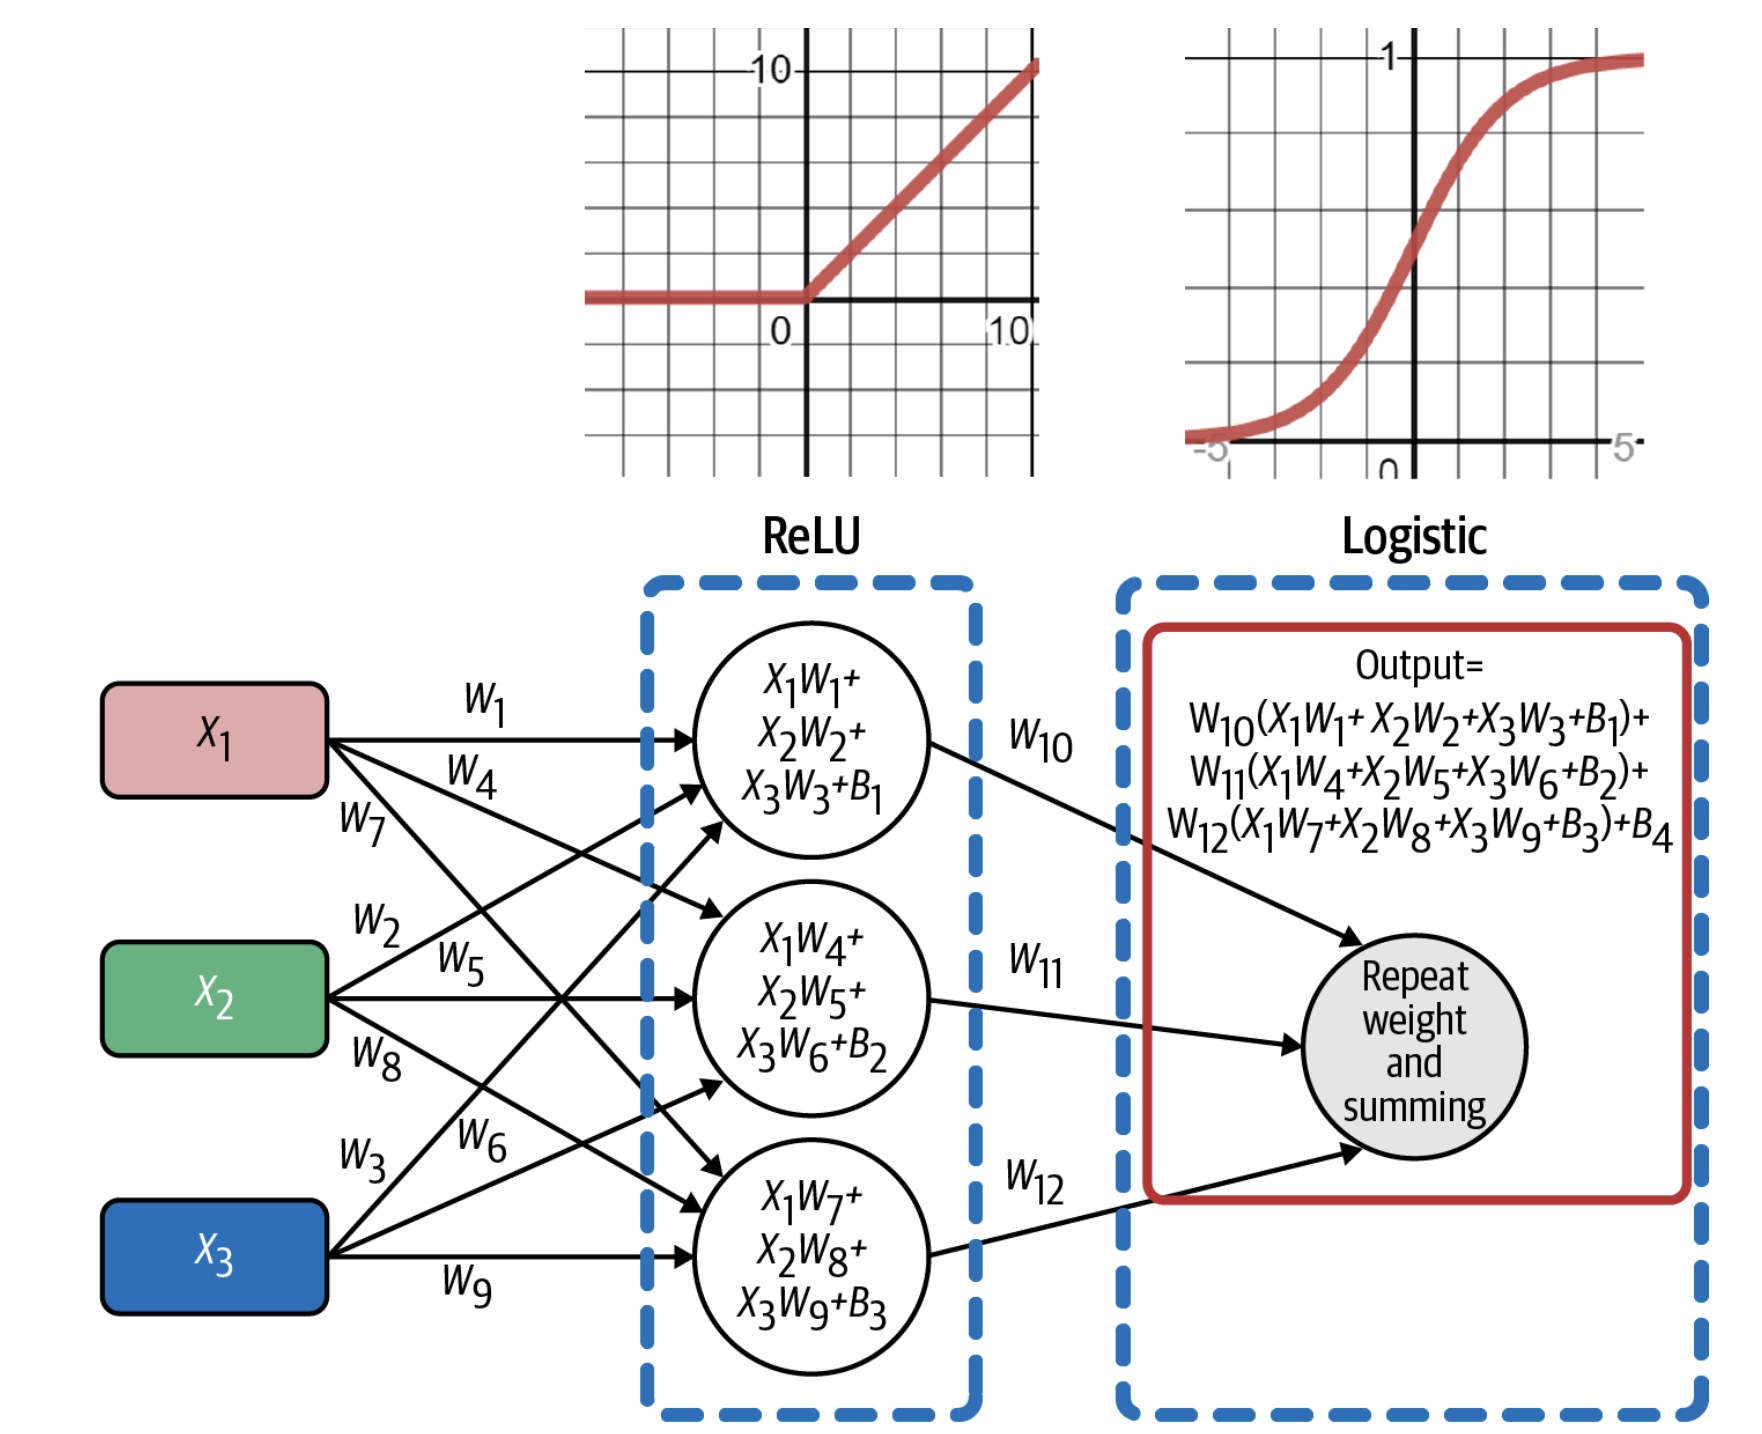 10
0
10
1
-5
0
5
ReLU
Logistic
X₁
X₂
X₃
W₁
W₄
W₇
W₂
W₅
W₈
W₃
W₆
W₉
X₁W₁+
X₂W₂+
X₃W₃+B₁
X₁W₄+
X₂W₅+
X₃W₆+B₂
X₁W₇+
X₂W₈+
X₃W₉+B₃
W₁₀
W₁₁
W₁₂
Output=
W₁₀(X₁W₁+ X₂W₂+X₃W₃+B₁)+
W₁₁(X₁W₄+X₂W₅+X₃W₆+B₂)+
W₁₂(X₁W₇+X₂W₈+X₃W₉+B₃)+B₄
Repeat
weight
and
summing